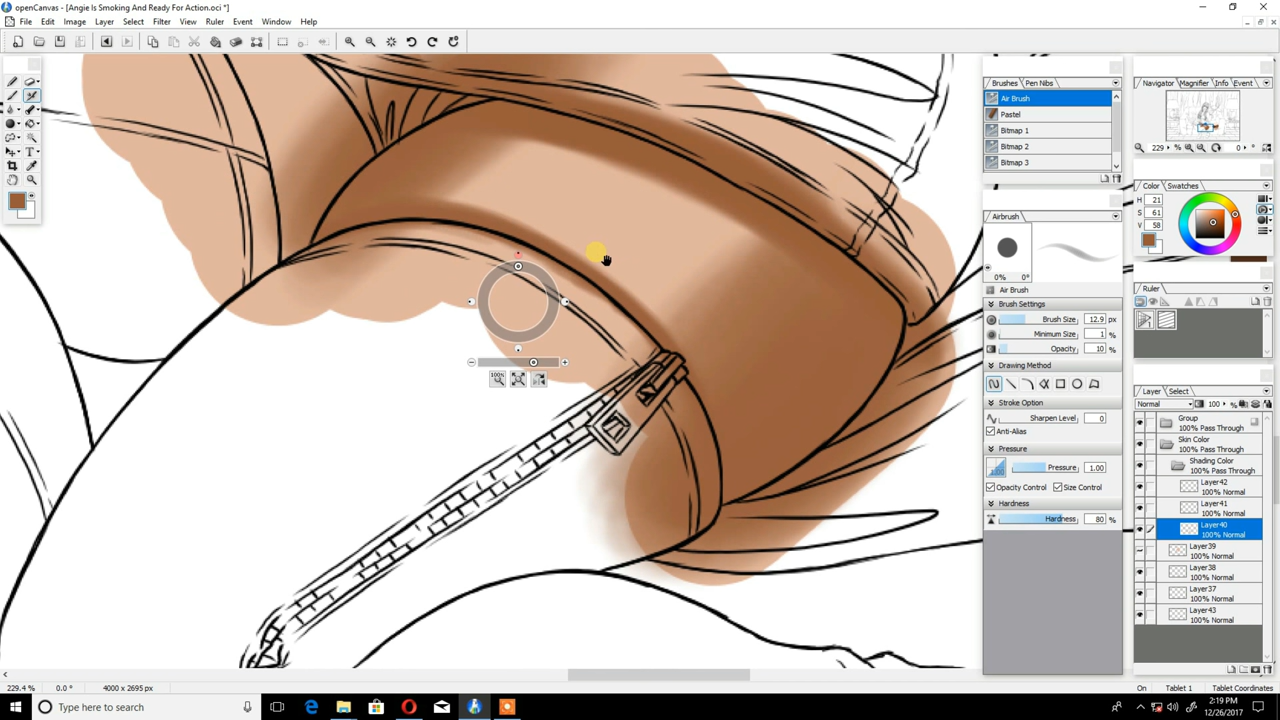 openCanvas - [Angie Is Smoking And Ready For Action.oci *]
File Edit Image Layer Select Filter View Ruler Event Window Help
Brushes Pen Nibs
Air Brush
Pastel
Bitmap 1
Bitmap 2
Bitmap 3
Airbrush
0% 0°
Air Brush
Brush Settings
Brush Size 12.9 px
Minimum Size 1 %
Opacity 10 %
Drawing Method
Stroke Option
Sharpen Level 0
Anti-Alias
Pressure
Pressure 1.00
Opacity Control Size Control
Hardness
Hardness 80 %
Navigator Magnifier Info Event
229 % 0 °
Color Swatches
H 21
S 61
V 58
Ruler
Layer Select
Normal 100 %
Group
100% Pass Through
Skin Color
100% Pass Through
Shading Color
100% Pass Through
Layer42
100% Normal
Layer41
100% Normal
Layer40
100% Normal
Layer39
100% Normal
Layer38
100% Normal
Layer37
100% Normal
Layer43
100% Normal
100%
229.4 % 0.0 ° 4000 x 2695 px
On Tablet 1 Tablet Coordinates
Type here to search
2:19 PM
12/26/2017